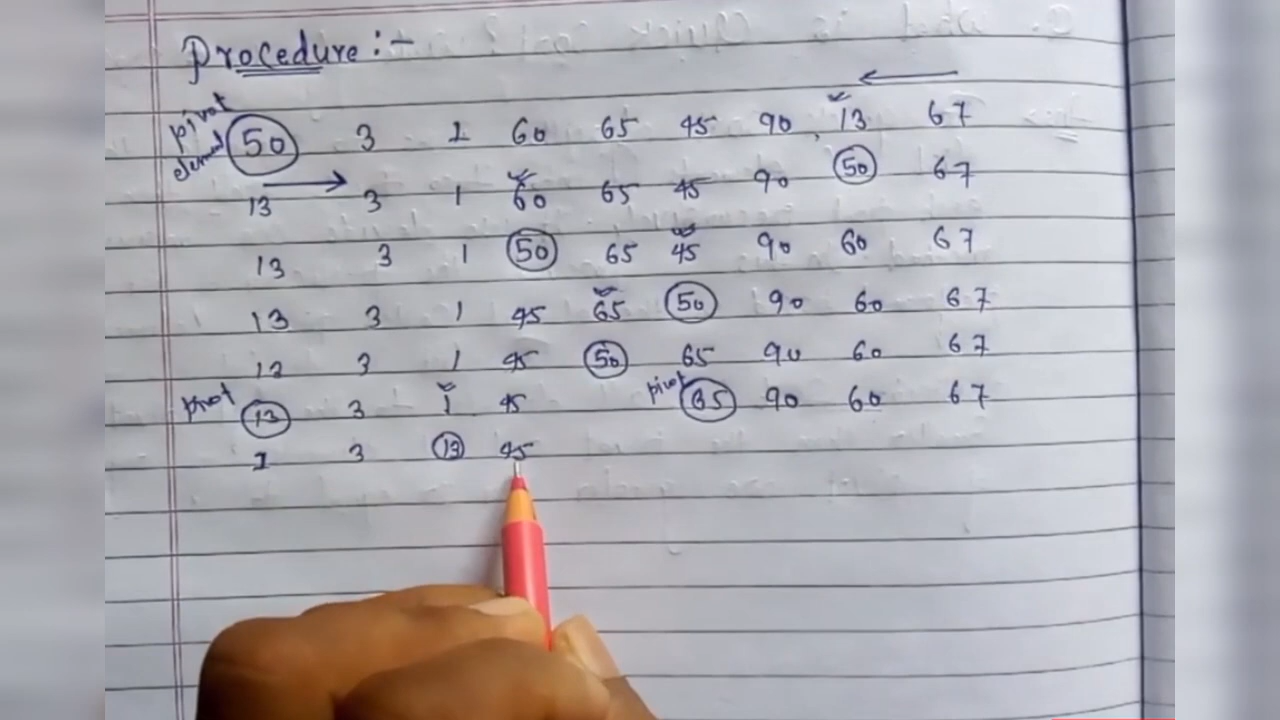 Procedure :-
pivot element 50 3 1 60 65 45 90 13 67
13 3 1 60 65 45 90 50 67
13 3 1 50 65 45 90 60 67
13 3 1 45 65 50 90 60 67
13 3 1 45 50 65 90 60 67
pivot 13 3 1 45 pivot 65 90 60 67
1 3 13 45